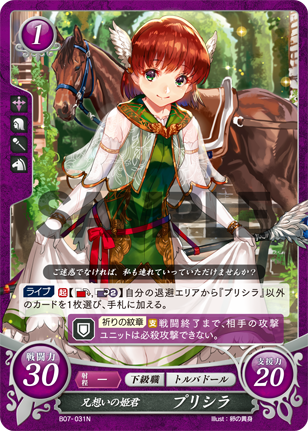 1
SAMPLE
ご迷惑でなければ、私も連れていっていただけませんか?
ライブ 起 自分の退避エリアから『プリシラ』以外
のカードを1枚選び、手札に加える。
祈りの紋章 支 戦闘終了まで、相手の攻撃
ユニットは必殺攻撃できない。
戦闘力
30
射程 一 下級職 トルバドール
支援力
20
兄想いの姫君 プリシラ
B07-031N
Illust:卵の黄身